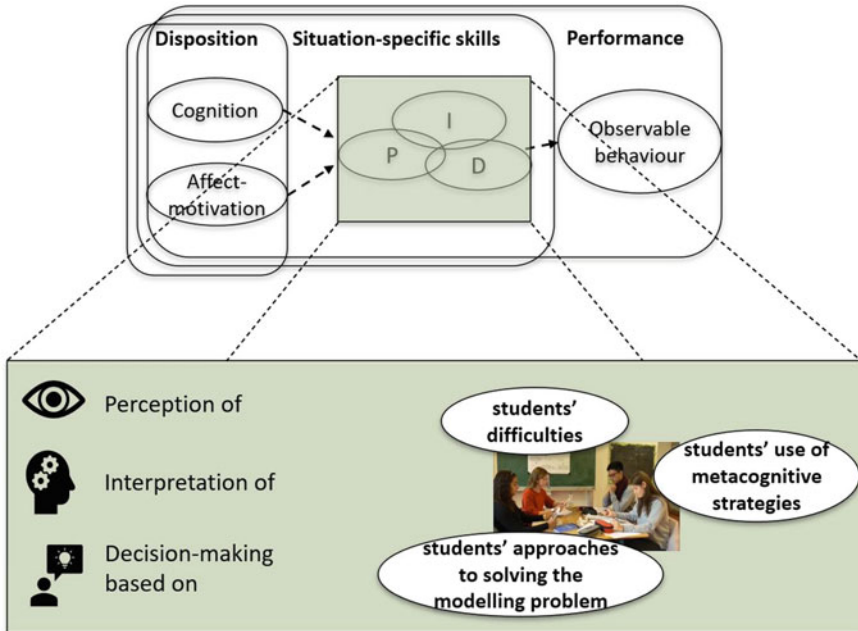 Disposition
Situation-specific skills
Performance
Cognition
Affect-
motivation
I
P
D
Observable
behaviour
Perception of
Interpretation of
Decision-making
based on
students’
difficulties
students’ use of
metacognitive
strategies
students’ approaches
to solving the
modelling problem